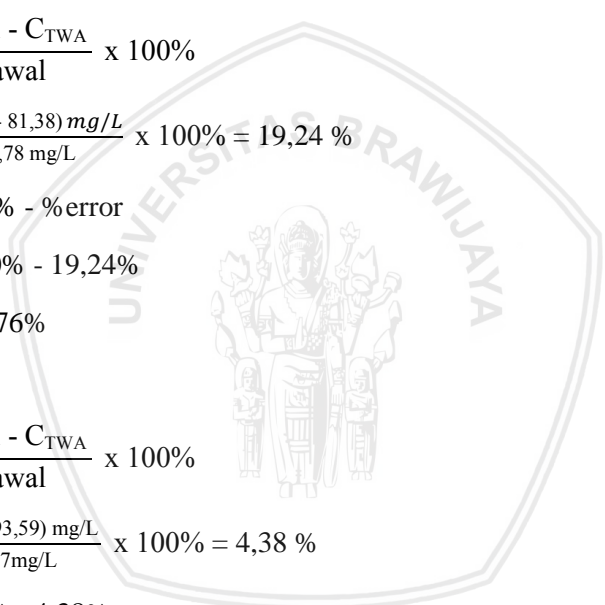 - C_TWA
awal x 100%
81,38) mg/L
,78 mg/L x 100% = 19,24 %
% - %error
% - 19,24%
76%
- C_TWA
awal x 100%
93,59) mg/L
7mg/L x 100% = 4,38 %
UNIVERSITAS BRAWIJAYA